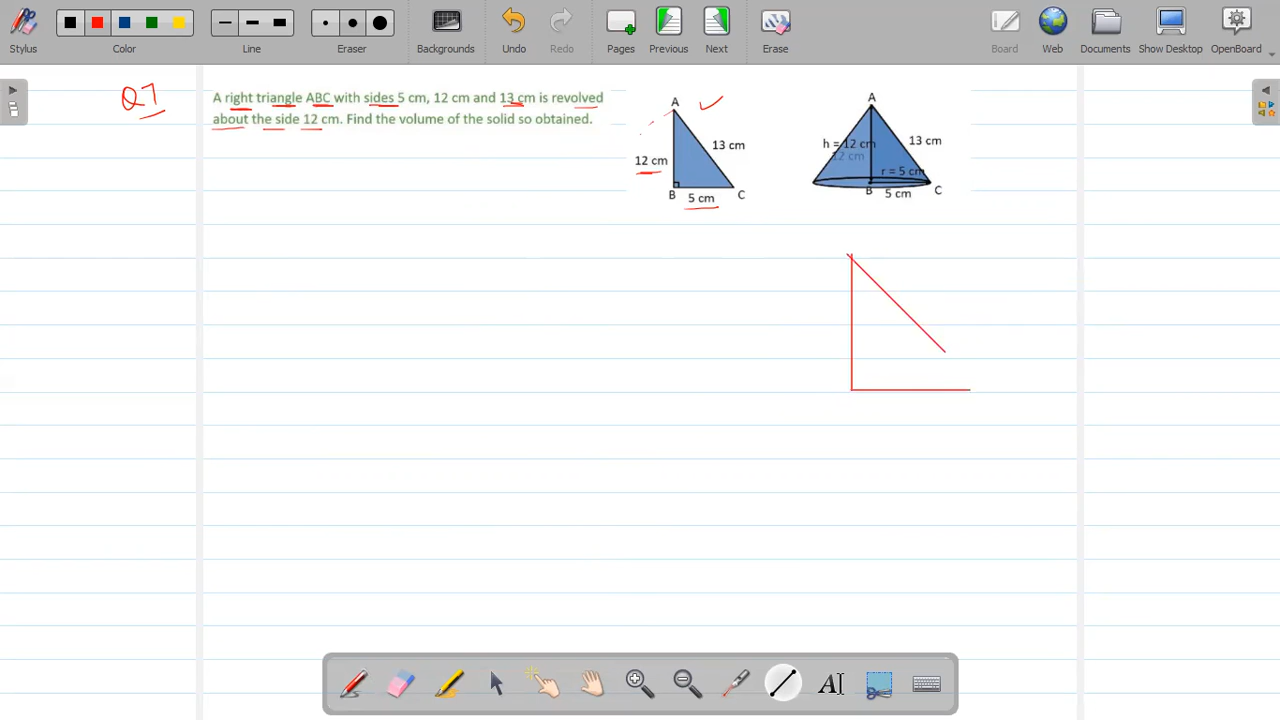 Stylus
Color
Line
Eraser
Backgrounds
Undo
Redo
Pages
Previous
Next
Erase
Board
Web
Documents
Show Desktop
OpenBoard
Q7
A right triangle ABC with sides 5 cm, 12 cm and 13 cm is revolved
about the side 12 cm. Find the volume of the solid so obtained.
A
13 cm
12 cm
B
5 cm
C
A
h = 12 cm
12 cm
13 cm
r = 5 cm
B
5 cm
C
A